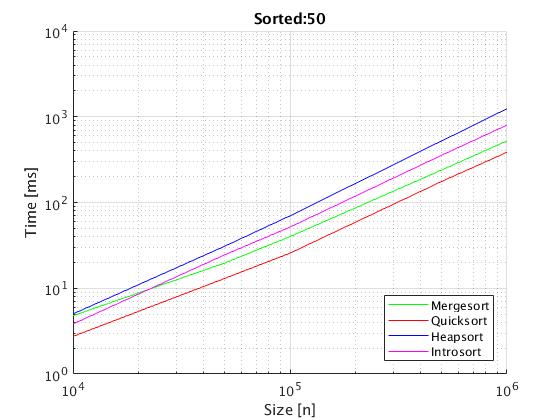 Sorted:50
10^4
10^3
10^2
10^1
10^0
Time [ms]
10^4 10^5 10^6
Size [n]
Mergesort
Quicksort
Heapsort
Introsort